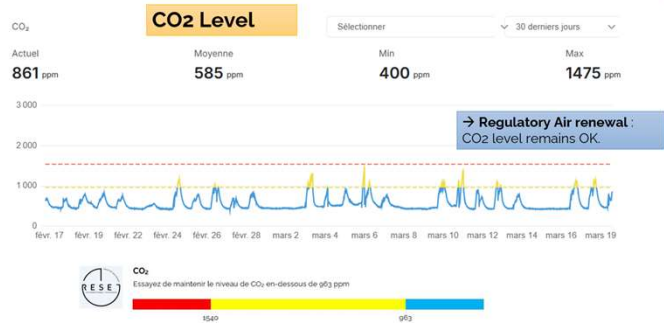 CO2 Level
CO₂
Sélectionner
30 derniers jours
Actuel
Moyenne
Min
Max
861 ppm
585 ppm
400 ppm
1475 ppm
3 000
→ Regulatory Air renewal :
CO2 level remains OK.
2 000
1 000
0
févr. 17 févr. 19 févr. 22 févr. 24 févr. 26 févr. 28 mars 2 mars 4 mars 6 mars 8 mars 10 mars 12 mars 14 mars 16 mars 19
CO₂
RESET
Essayez de maintenir le niveau de CO₂ en-dessous de 963 ppm
1540
963